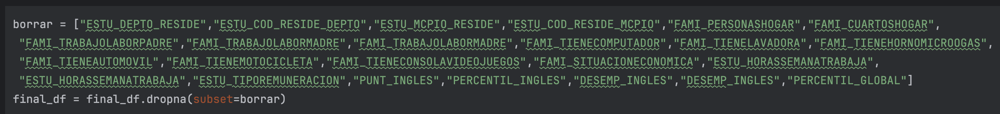 borrar = ["ESTU_DEPTO_RESIDE","ESTU_COD_RESIDE_DEPTO","ESTU_MCPIO_RESIDE","ESTU_COD_RESIDE_MCPIO","FAMI_PERSONASHOGAR","FAMI_CUARTOSHOGAR",
"FAMI_TRABAJOLABORPADRE","FAMI_TRABAJOLABORMADRE","FAMI_TRABAJOLABORMADRE","FAMI_TIENECOMPUTADOR","FAMI_TIENELAVADORA","FAMI_TIENEHORNOMICROOGAS",
"FAMI_TIENEAUTOMOVIL","FAMI_TIENEMOTOCICLETA","FAMI_TIENECONSOLAVIDEOJUEGOS","FAMI_SITUACIONECONOMICA","ESTU_HORASSEMANATRABAJA",
"ESTU_HORASSEMANATRABAJA","ESTU_TIPOREMUNERACION","PUNT_INGLES","PERCENTIL_INGLES","DESEMP_INGLES","DESEMP_INGLES","PERCENTIL_GLOBAL"]
final_df = final_df.dropna(subset=borrar)